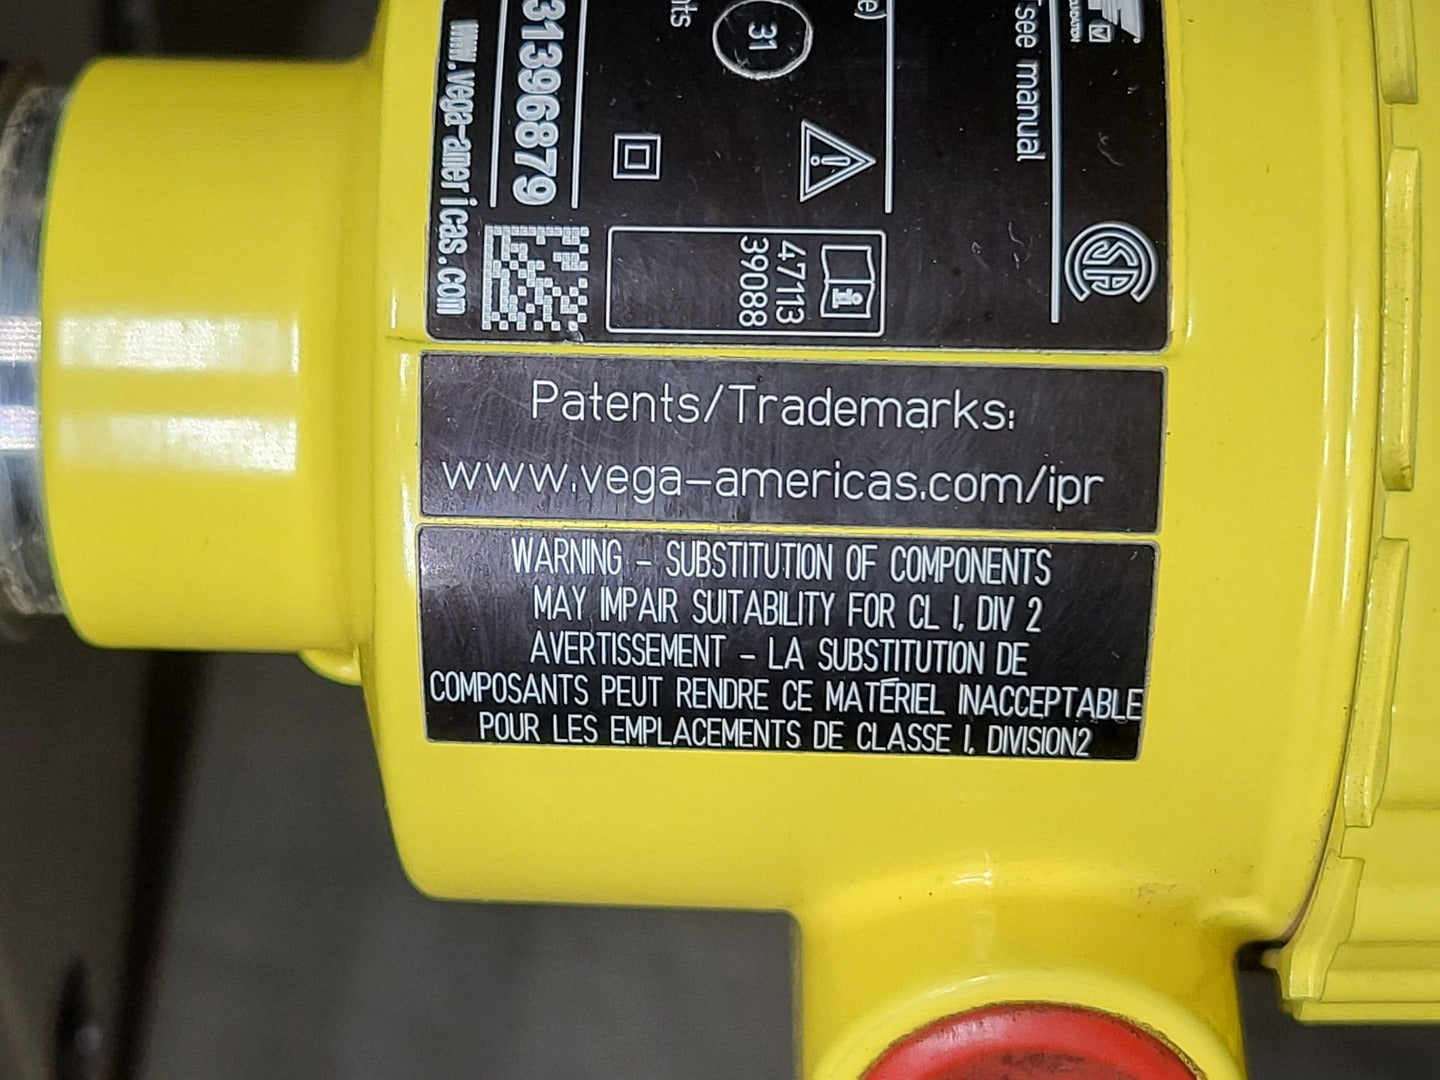 see manual
31
47113
39088
31396879
www.vega-americas.com
Patents/Trademarks:
www.vega-americas.com/ipr
WARNING - SUBSTITUTION OF COMPONENTS
MAY IMPAIR SUITABILITY FOR CL I, DIV 2
AVERTISSEMENT - LA SUBSTITUTION DE
COMPOSANTS PEUT RENDRE CE MATÉRIEL INACCEPTABLE
POUR LES EMPLACEMENTS DE CLASSE I, DIVISION2